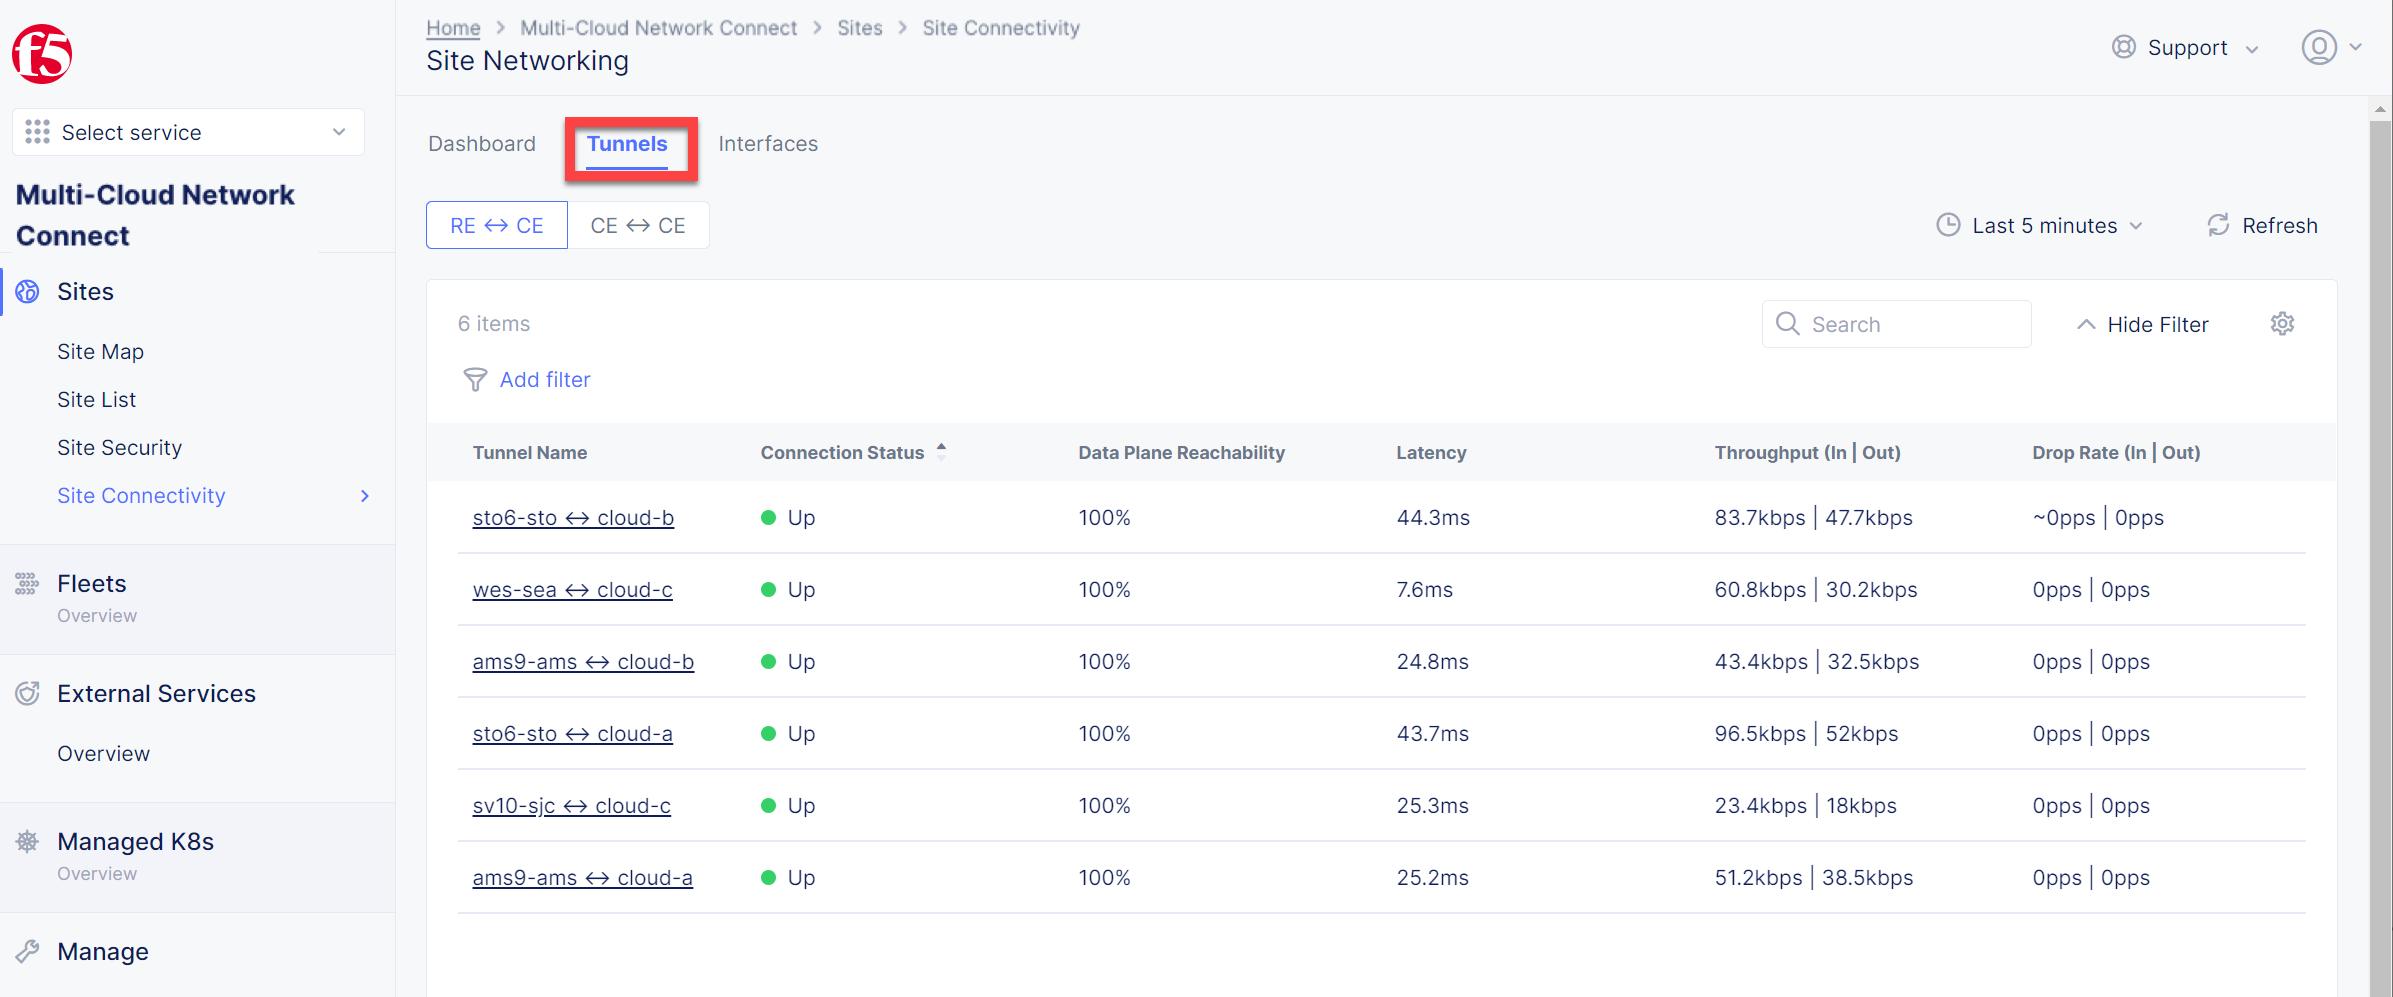 f5
Select service
Multi-Cloud Network
Connect
Sites
Site Map
Site List
Site Security
Site Connectivity
Fleets
Overview
External Services
Overview
Managed K8s
Overview
Manage
Home > Multi-Cloud Network Connect > Sites > Site Connectivity
Site Networking
Support
Dashboard Tunnels Interfaces
RE ↔ CE CE ↔ CE Last 5 minutes Refresh
6 items Search Hide Filter
Add filter
Tunnel Name Connection Status Data Plane Reachability Latency Throughput (In | Out) Drop Rate (In | Out)
sto6-sto ↔ cloud-b Up 100% 44.3ms 83.7kbps | 47.7kbps ~0pps | 0pps
wes-sea ↔ cloud-c Up 100% 7.6ms 60.8kbps | 30.2kbps 0pps | 0pps
ams9-ams ↔ cloud-b Up 100% 24.8ms 43.4kbps | 32.5kbps 0pps | 0pps
sto6-sto ↔ cloud-a Up 100% 43.7ms 96.5kbps | 52kbps 0pps | 0pps
sv10-sjc ↔ cloud-c Up 100% 25.3ms 23.4kbps | 18kbps 0pps | 0pps
ams9-ams ↔ cloud-a Up 100% 25.2ms 51.2kbps | 38.5kbps 0pps | 0pps